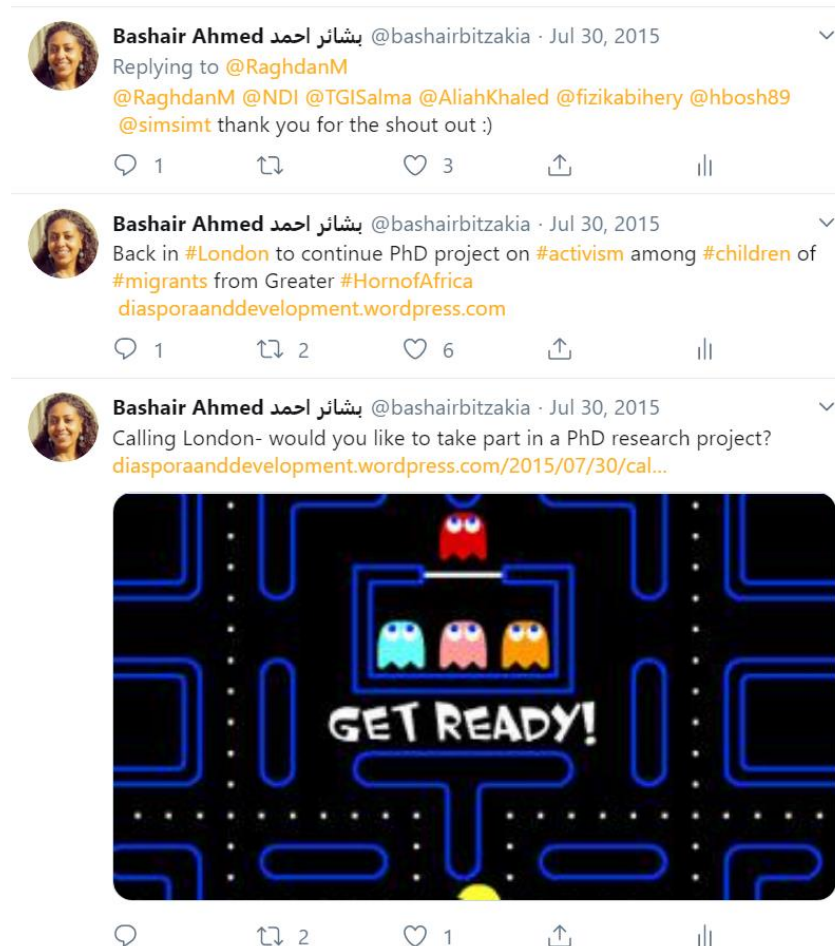 Bashair Ahmed بشائر احمد @bashairbitzakia · Jul 30, 2015
Replying to @RaghdanM
@RaghdanM @NDI @TGISalma @AliahKhaled @fizikabihery @hbosh89
@simsimt thank you for the shout out :)
1 3
Bashair Ahmed بشائر احمد @bashairbitzakia · Jul 30, 2015
Back in #London to continue PhD project on #activism among #children of
#migrants from Greater #HornofAfrica
diasporaanddevelopment.wordpress.com
1 2 6
Bashair Ahmed بشائر احمد @bashairbitzakia · Jul 30, 2015
Calling London- would you like to take part in a PhD research project?
diasporaanddevelopment.wordpress.com/2015/07/30/cal...
GET READY!
2 1